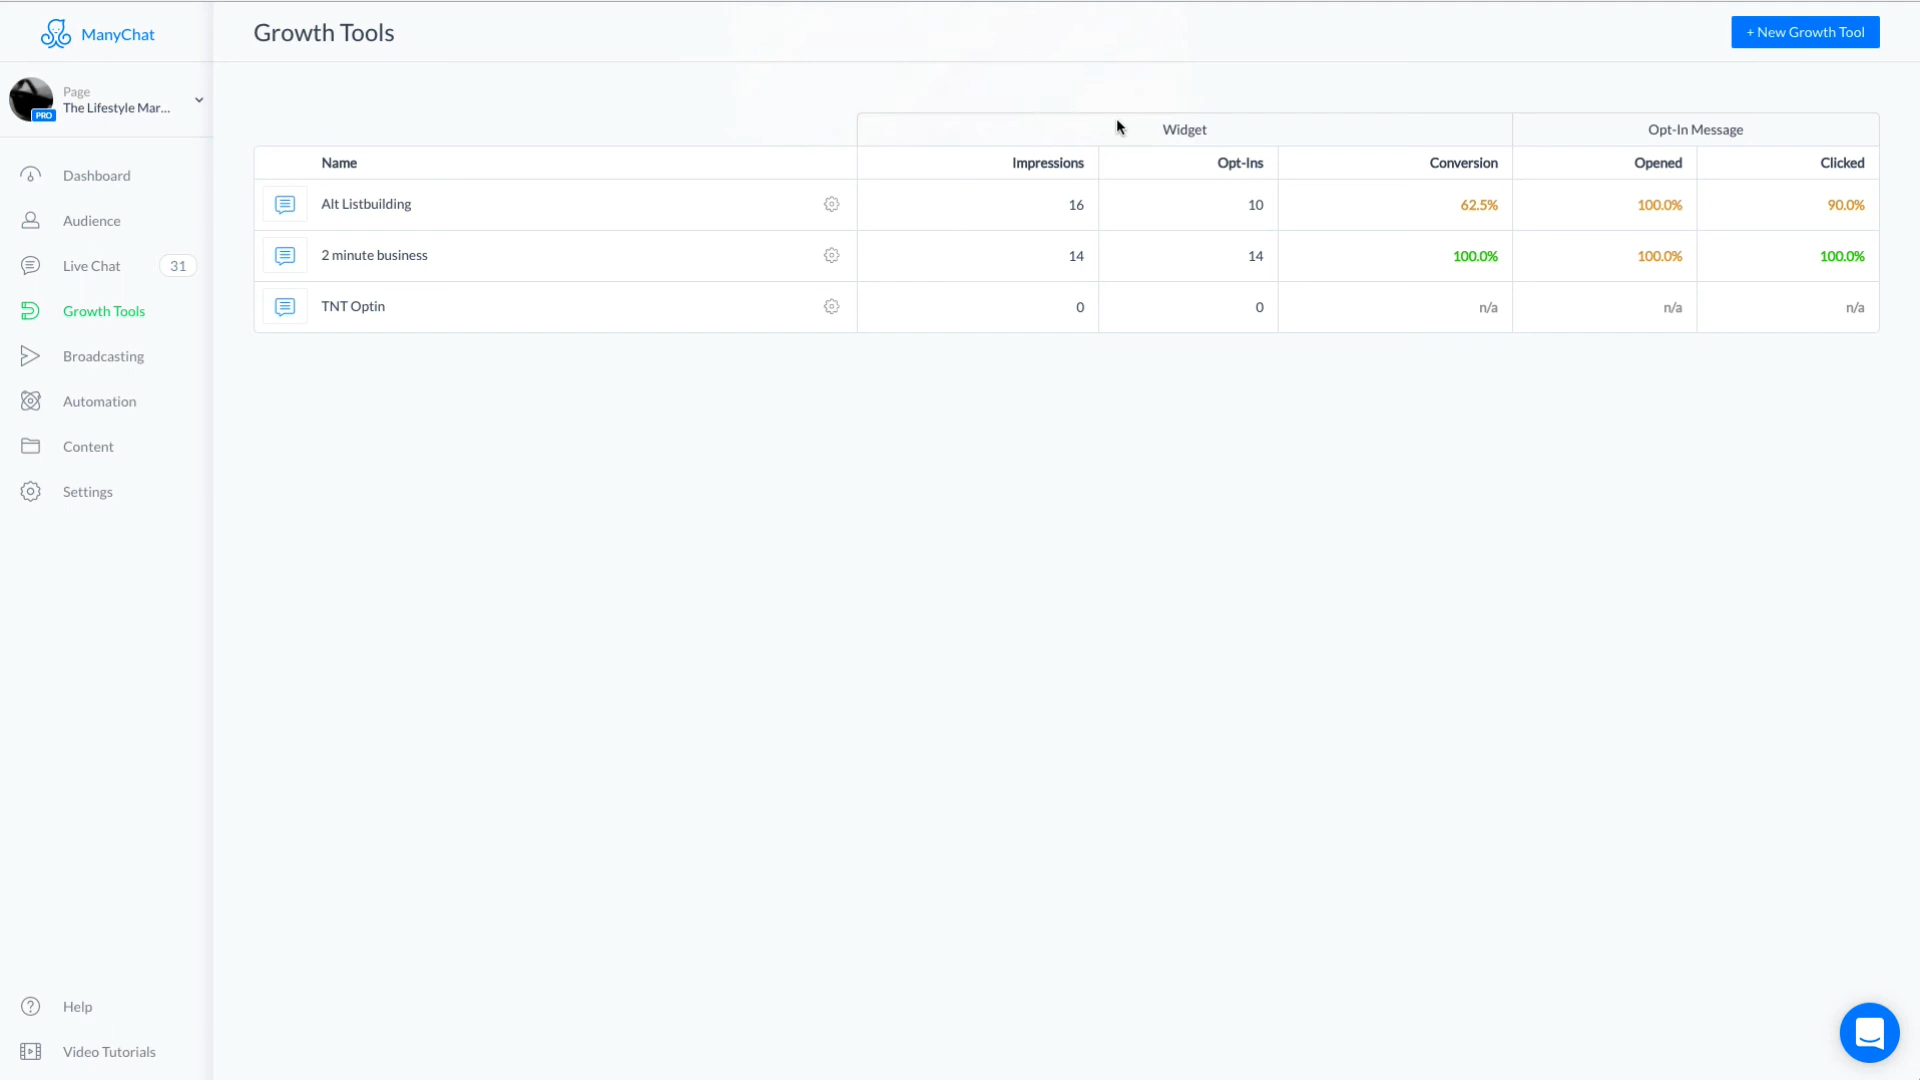 ManyChat
Growth Tools
+ New Growth Tool
Page
The Lifestyle Mar...
PRO
Widget
Opt-In Message
Name
Impressions
Opt-Ins
Conversion
Opened
Clicked
Dashboard
Alt Listbuilding
16
10
62.5%
100.0%
90.0%
Audience
2 minute business
14
14
100.0%
100.0%
100.0%
Live Chat
31
TNT Optin
0
0
n/a
n/a
n/a
Growth Tools
Broadcasting
Automation
Content
Settings
Help
Video Tutorials